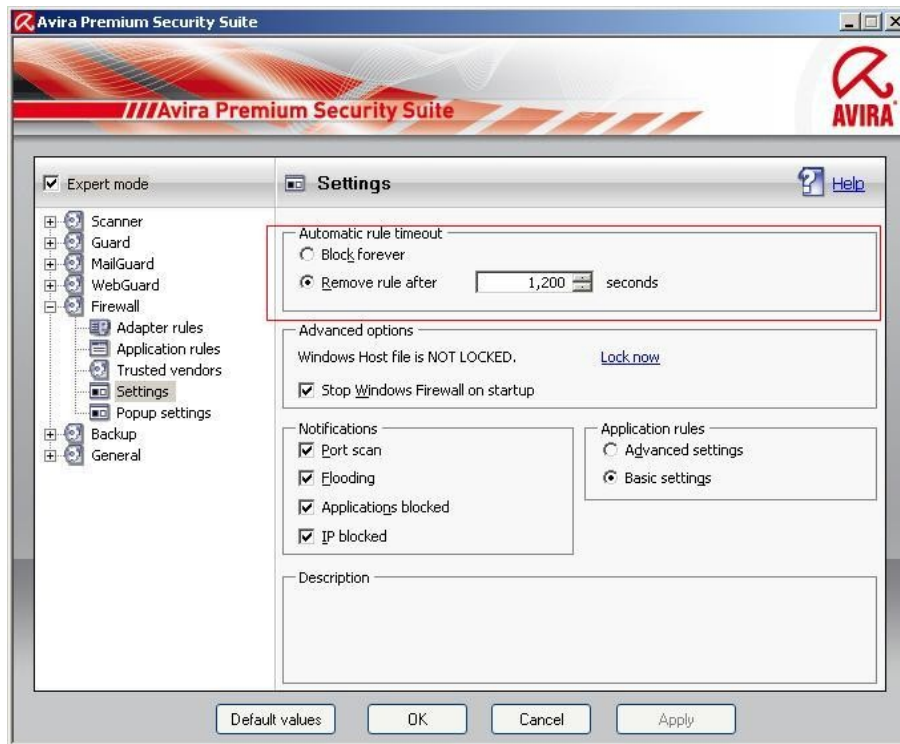 Avira Premium Security Suite
////Avira Premium Security Suite
AVIRA
Expert mode
Settings
Help
Scanner
Guard
MailGuard
WebGuard
Firewall
Adapter rules
Application rules
Trusted vendors
Settings
Popup settings
Backup
General
Automatic rule timeout
Block forever
Remove rule after 1,200 seconds
Advanced options
Windows Host file is NOT LOCKED. Lock now
Stop Windows Firewall on startup
Notifications
Port scan
Flooding
Applications blocked
IP blocked
Application rules
Advanced settings
Basic settings
Description
Default values OK Cancel Apply